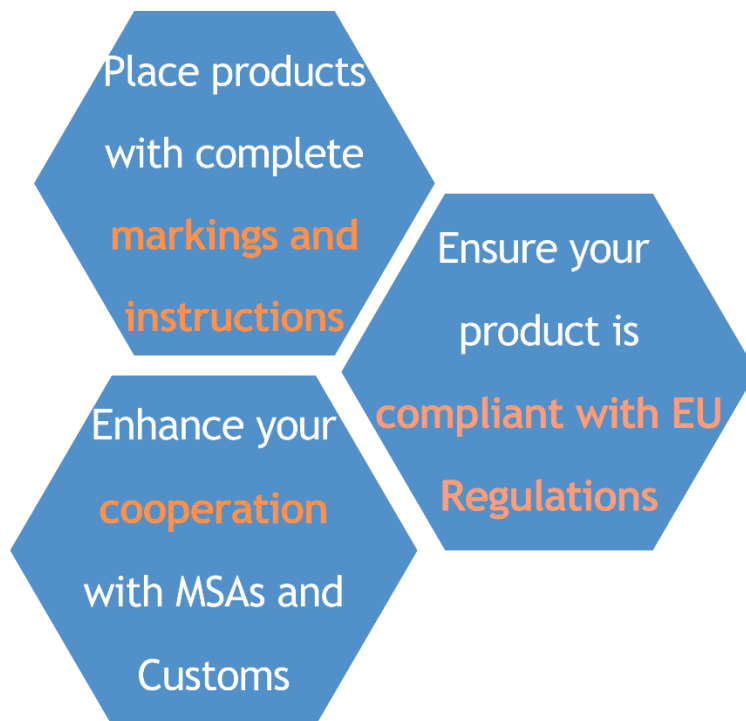 Place products
with complete
markings and
instructions
Ensure your
product is
compliant with EU
Regulations
Enhance your
cooperation
with MSAs and
Customs